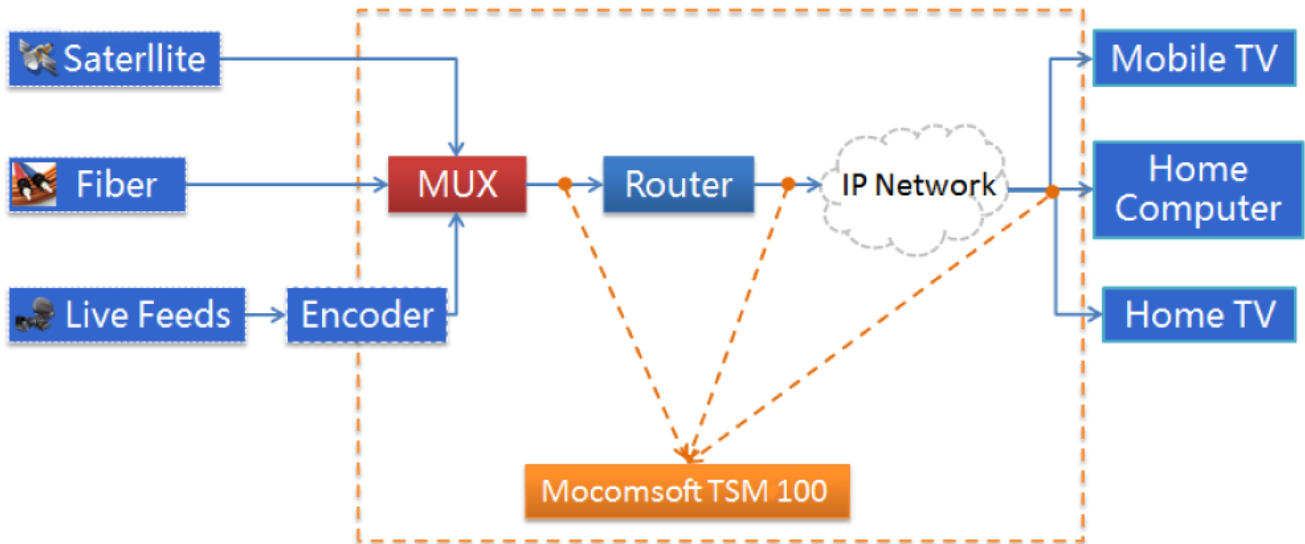 Saterllite
Mobile TV
Fiber
MUX
Router
IP Network
Home
Computer
Live Feeds
Encoder
Home TV
Mocomsoft TSM 100